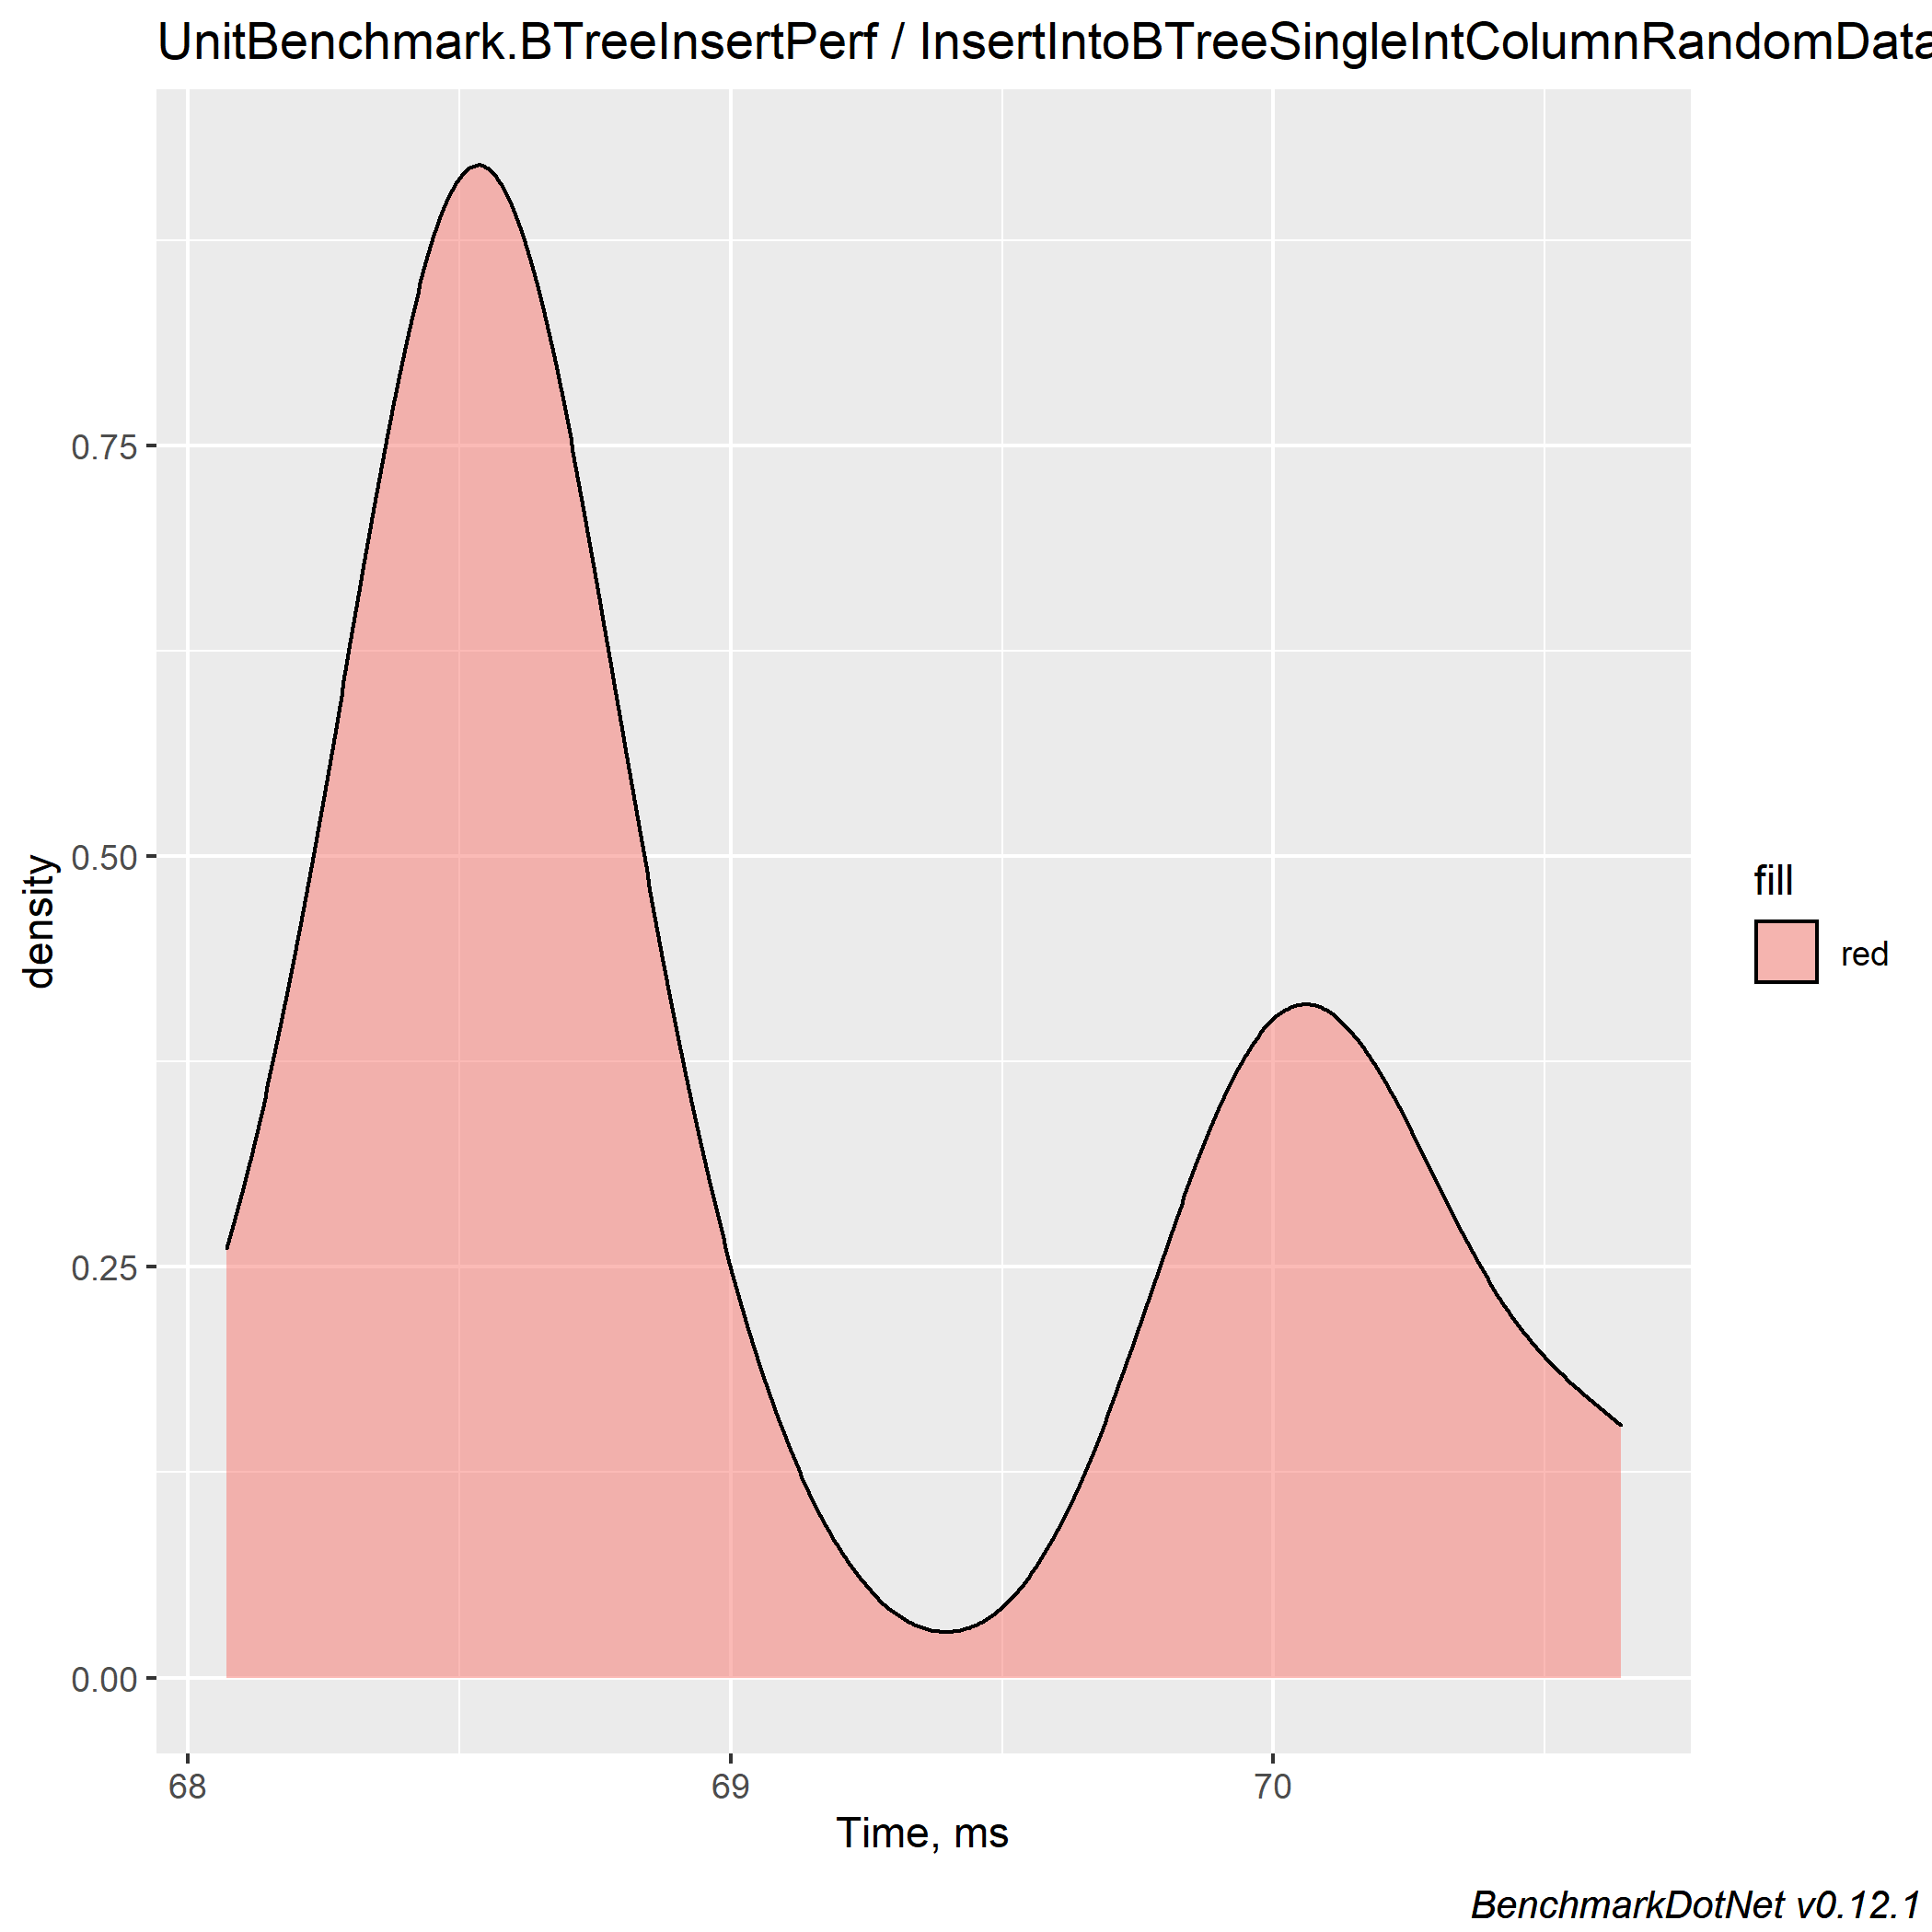 UnitBenchmark.BTreeInsertPerf / InsertIntoBTreeSingleIntColumnRandomData
0.75
0.50
0.25
0.00
density
68
69
70
Time, ms
fill
red
BenchmarkDotNet v0.12.1